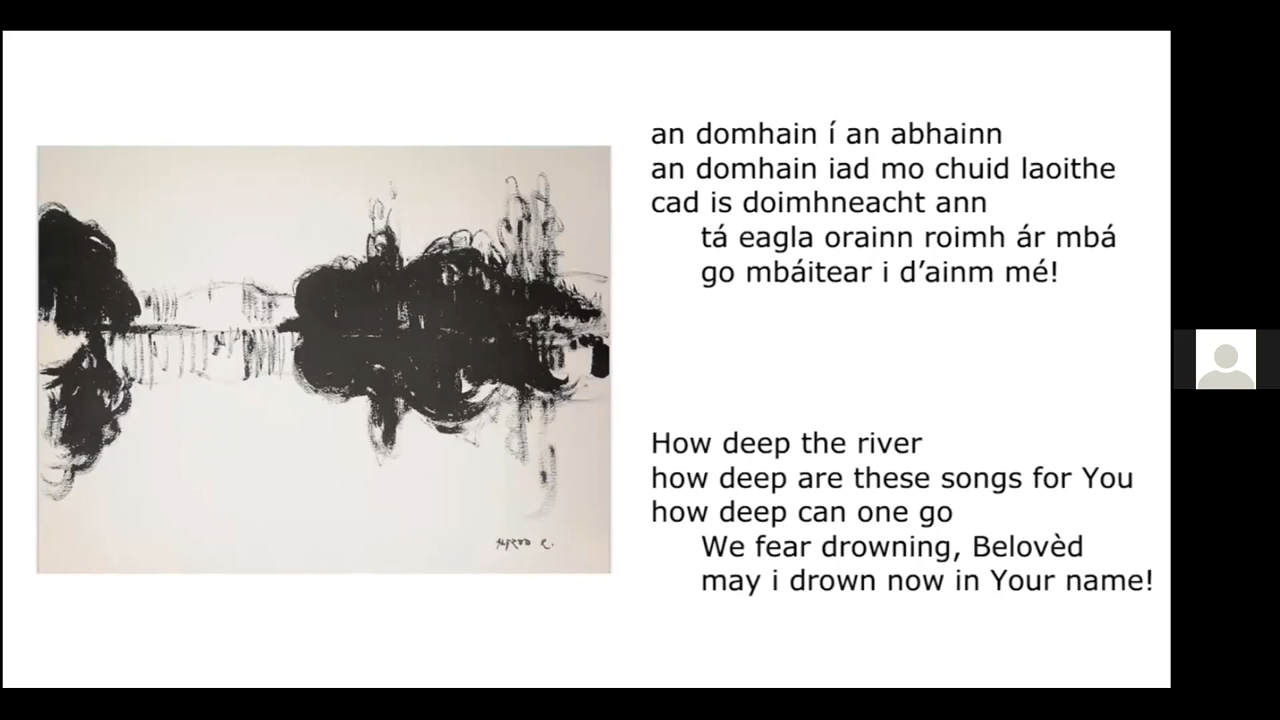 an domhain í an abhainn
an domhain iad mo chuid laoithe
cad is doimhneacht ann
tá eagla orainn roimh ár mbá
go mbáitear i d’ainm mé!
How deep the river
how deep are these songs for You
how deep can one go
We fear drowning, Belovèd
may i drown now in Your name!
ALFRED R.